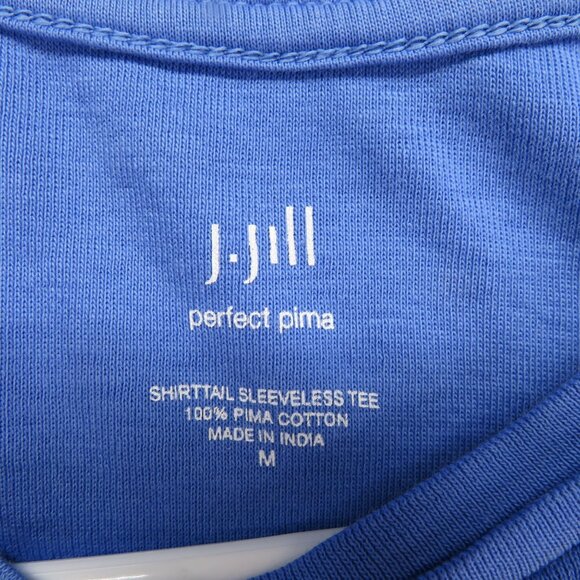 J.Jill
perfect pima
SHIRTTAIL SLEEVELESS TEE
100% PIMA COTTON
MADE IN INDIA
M